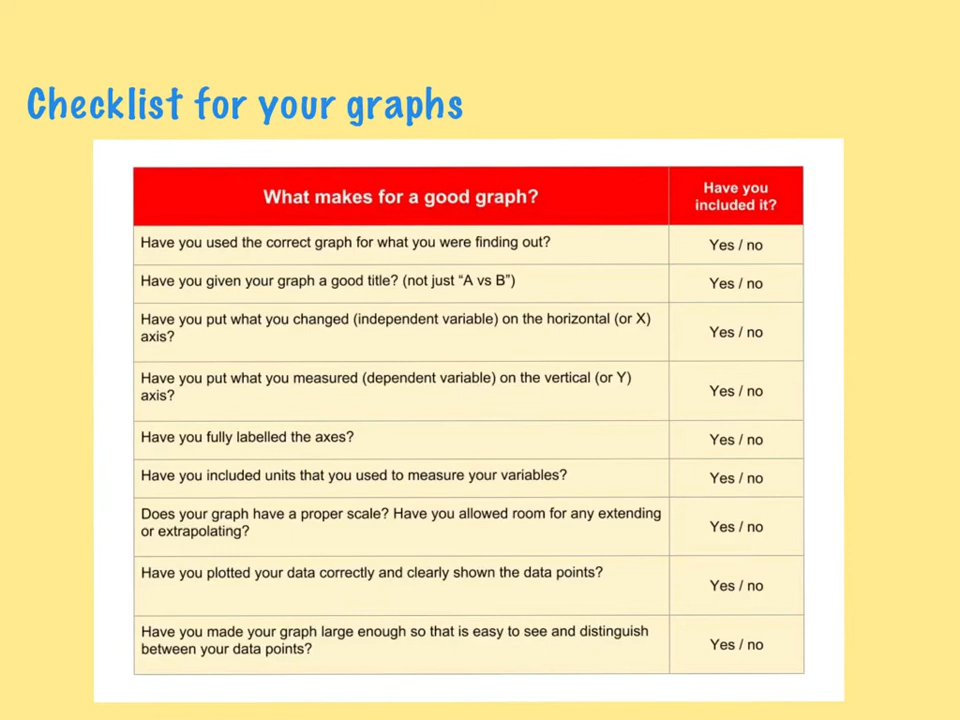 Checklist for your graphs
What makes for a good graph?
Have you
included it?
Have you used the correct graph for what you were finding out?
Yes / no
Have you given your graph a good title? (not just “A vs B”)
Yes / no
Have you put what you changed (independent variable) on the horizontal (or X)
axis?
Yes / no
Have you put what you measured (dependent variable) on the vertical (or Y)
axis?
Yes / no
Have you fully labelled the axes?
Yes / no
Have you included units that you used to measure your variables?
Yes / no
Does your graph have a proper scale? Have you allowed room for any extending
or extrapolating?
Yes / no
Have you plotted your data correctly and clearly shown the data points?
Yes / no
Have you made your graph large enough so that is easy to see and distinguish
between your data points?
Yes / no